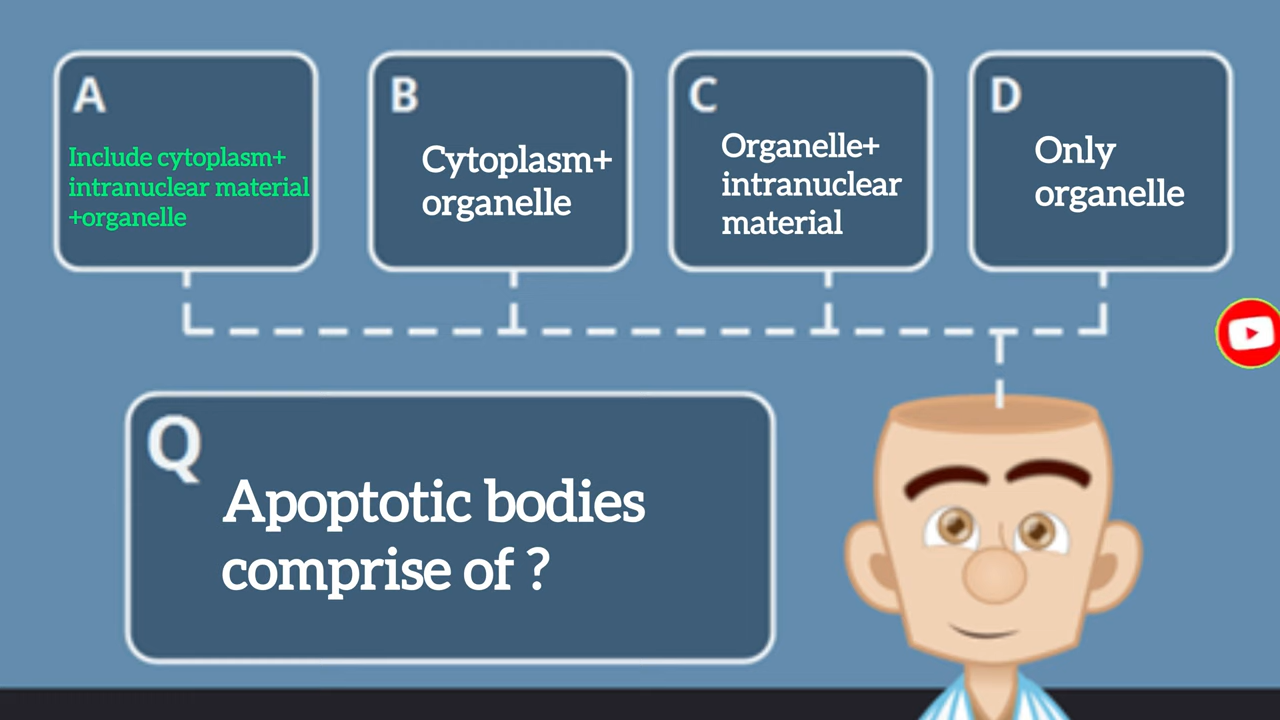 A
Include cytoplasm+
intranuclear material
+organelle
B
Cytoplasm+
organelle
C
Organelle+
intranuclear
material
D
Only
organelle
Q
Apoptotic bodies
comprise of ?